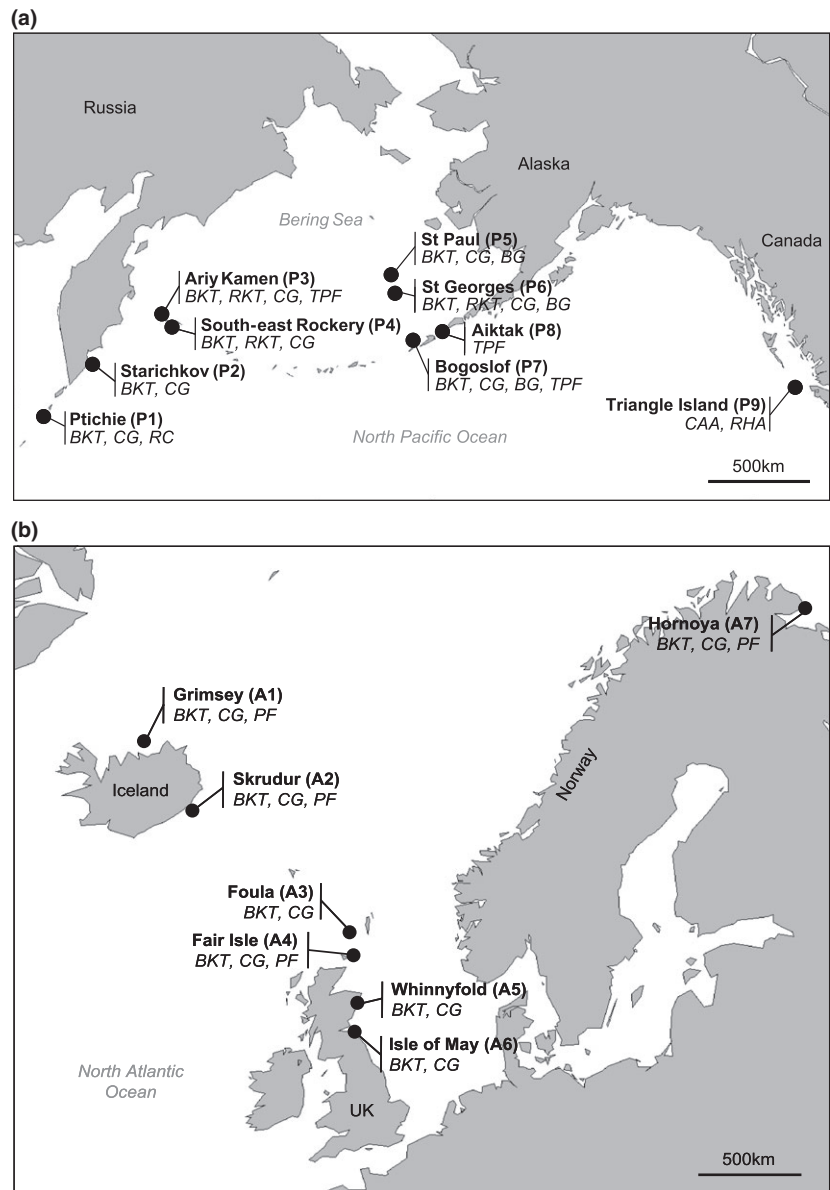 (a)
Russia
Alaska
Bering Sea
Canada
St Paul (P5)
BKT, CG, BG
Ariy Kamen (P3)
BKT, RKT, CG, TPF
St Georges (P6)
BKT, RKT, CG, BG
South-east Rockery (P4)
BKT, RKT, CG
Aiktak (P8)
TPF
Starichkov (P2)
BKT, CG
Bogoslof (P7)
BKT, CG, BG, TPF
Ptichie (P1)
BKT, CG, RC
Triangle Island (P9)
CAA, RHA
North Pacific Ocean
500km
(b)
Hornoya (A7)
BKT, CG, PF
Grimsey (A1)
BKT, CG, PF
Iceland
Skrudur (A2)
BKT, CG, PF
Norway
Foula (A3)
BKT, CG
Fair Isle (A4)
BKT, CG, PF
Whinnyfold (A5)
BKT, CG
Isle of May (A6)
BKT, CG
North Atlantic
Ocean
UK
500km